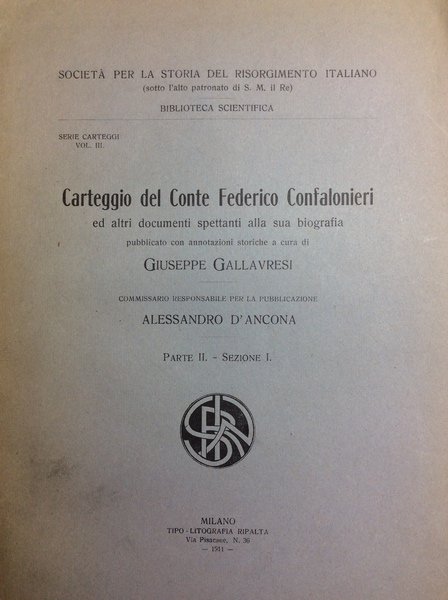 SOCIETÀ PER LA STORIA DEL RISORGIMENTO ITALIANO
(sotto l'alto patronato di S. M. il Re)
BIBLIOTECA SCIENTIFICA
SERIE CARTEGGI
VOL. III.
Carteggio del Conte Federico Confalonieri
ed altri documenti spettanti alla sua biografia
pubblicato con annotazioni storiche a cura di
GIUSEPPE GALLAVRESI
COMMISSARIO RESPONSABILE PER LA PUBBLICAZIONE
ALESSANDRO D'ANCONA
PARTE II. - SEZIONE I.
MILANO
TIPO-LITOGRAFIA RIPALTA
Via N. 36
— 1911 —